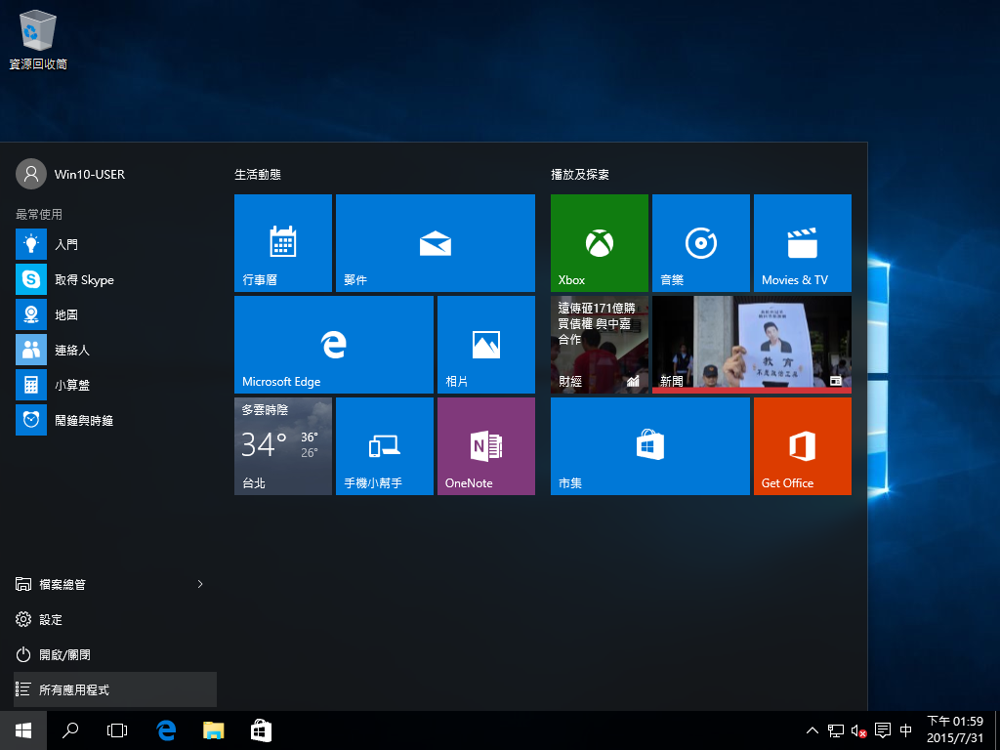 資源回收筒
Win10-USER
最常使用
入門
取得 Skype
地圖
連絡人
小算盤
鬧鐘與時鐘
檔案總管
設定
開啟/關閉
所有應用程式
生活動態
行事曆
郵件
Microsoft Edge
相片
多雲時陰
34° 36°
26°
台北
手機小幫手
N
OneNote
播放及探索
Xbox
音樂
Movies & TV
遠傳砸171億購
買債權 與中嘉
合作
財經
教育
新聞
市集
Get Office
中
下午 01:59
2015/7/31